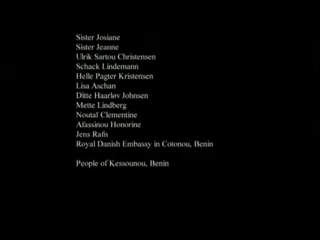 Sister Josiane
Sister Jeanne
Ulrik Sartou Christensen
Schack Lindemann
Helle Pagter Kristensen
Lisa Aschan
Ditte Haarløv Johnsen
Mette Lindberg
Noutaï Clementine
Afassinou Honorine
Jens Rafn
Royal Danish Embassy in Cotonou, Benin
People of Kessounou, Benin